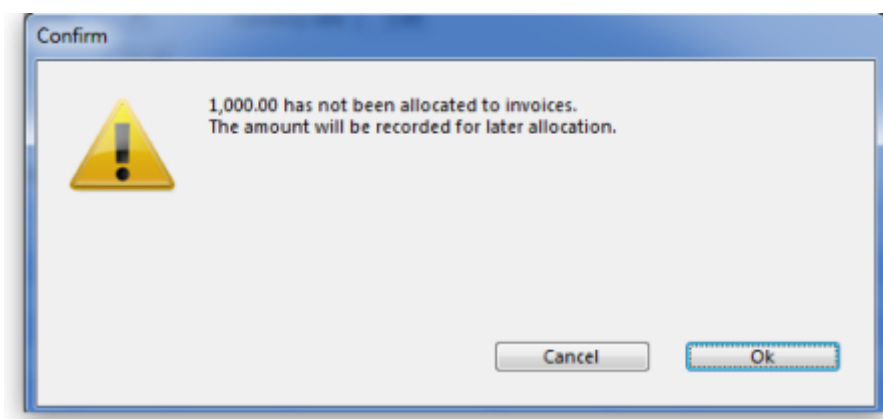 Confirm
1,000.00 has not been allocated to invoices.
The amount will be recorded for later allocation.
Cancel
Ok